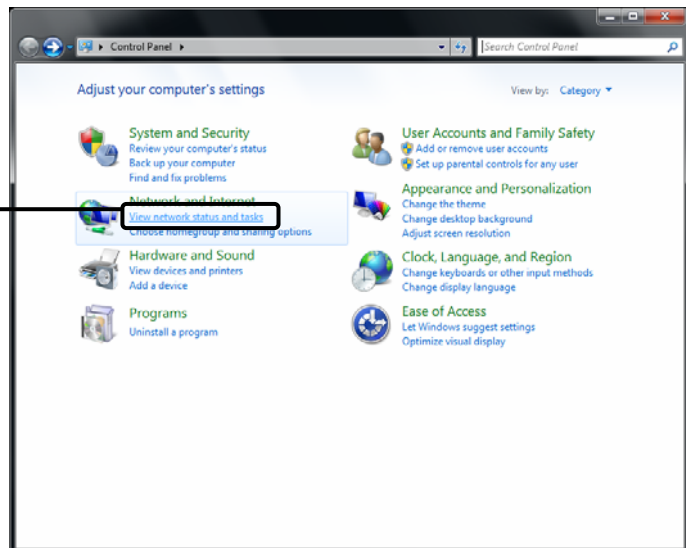 Control Panel
Search Control Panel
Adjust your computer's settings
View by: Category
System and Security
Review your computer's status
Back up your computer
Find and fix problems
Network and Internet
View network status and tasks
Choose homegroup and sharing options
Hardware and Sound
View devices and printers
Add a device
Programs
Uninstall a program
User Accounts and Family Safety
Add or remove user accounts
Set up parental controls for any user
Appearance and Personalization
Change the theme
Change desktop background
Adjust screen resolution
Clock, Language, and Region
Change keyboards or other input methods
Change display language
Ease of Access
Let Windows suggest settings
Optimize visual display